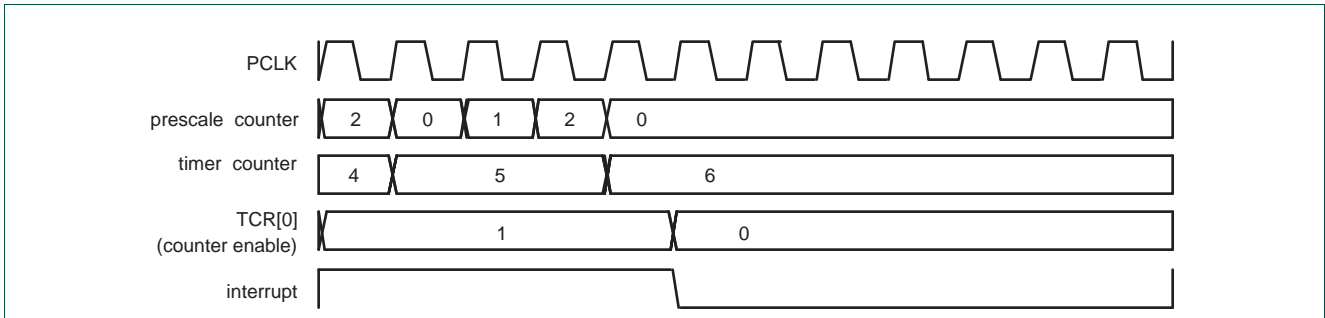 PCLK
prescale counter
2 0 1 2 0
timer counter
4 5 6
TCR[0]
(counter enable)
1 0
interrupt